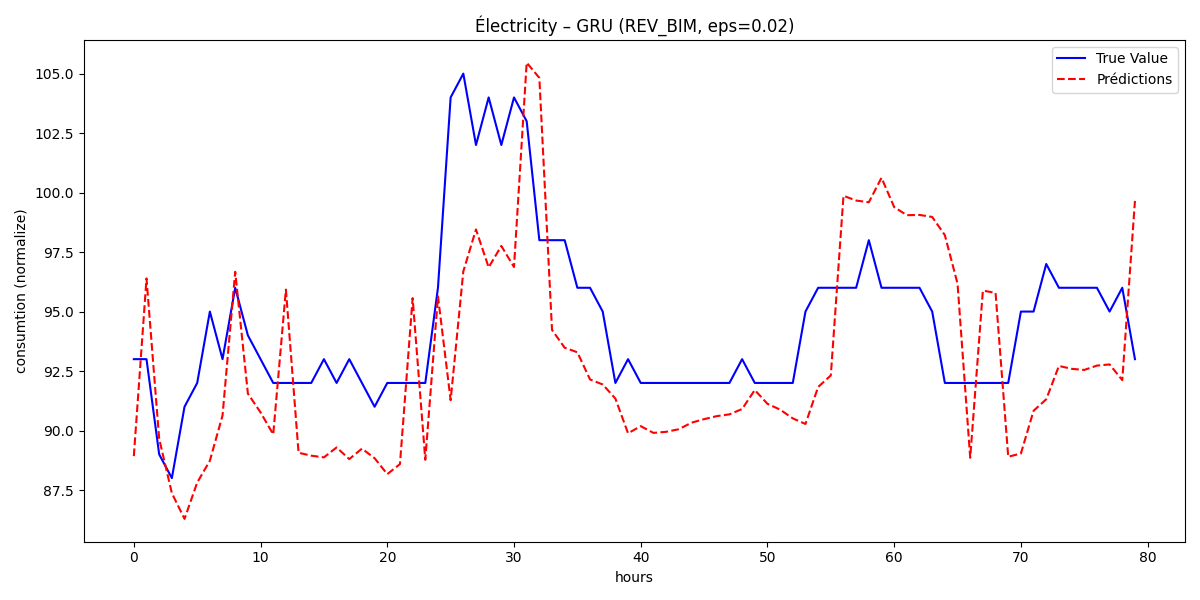 Électricity – GRU (REV_BIM, eps=0.02)
True Value
Prédictions
consumtion (normalize)
105.0
102.5
100.0
97.5
95.0
92.5
90.0
87.5
0 10 20 30 40 50 60 70 80
hours